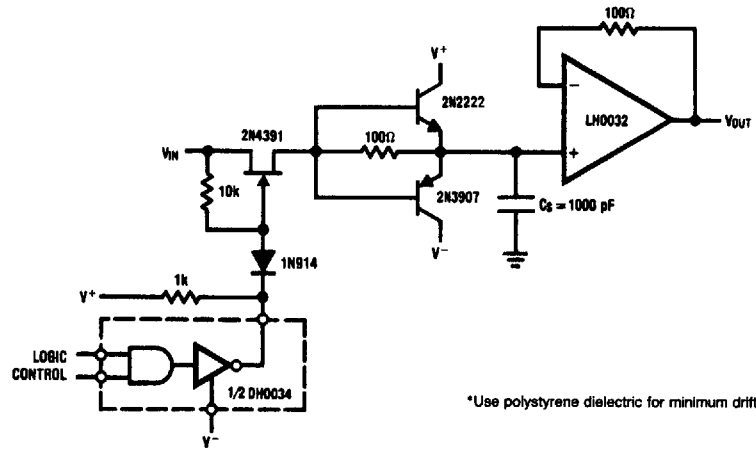 100Ω
V+
2N2222
LH0032
VOUT
2N4391
100Ω
VIN
10k
2N3907
CS = 1000 pF
V−
1N914
1k
V+
LOGIC
CONTROL
1/2 DH0034
V−
*Use polystyrene dielectric for minimum drift